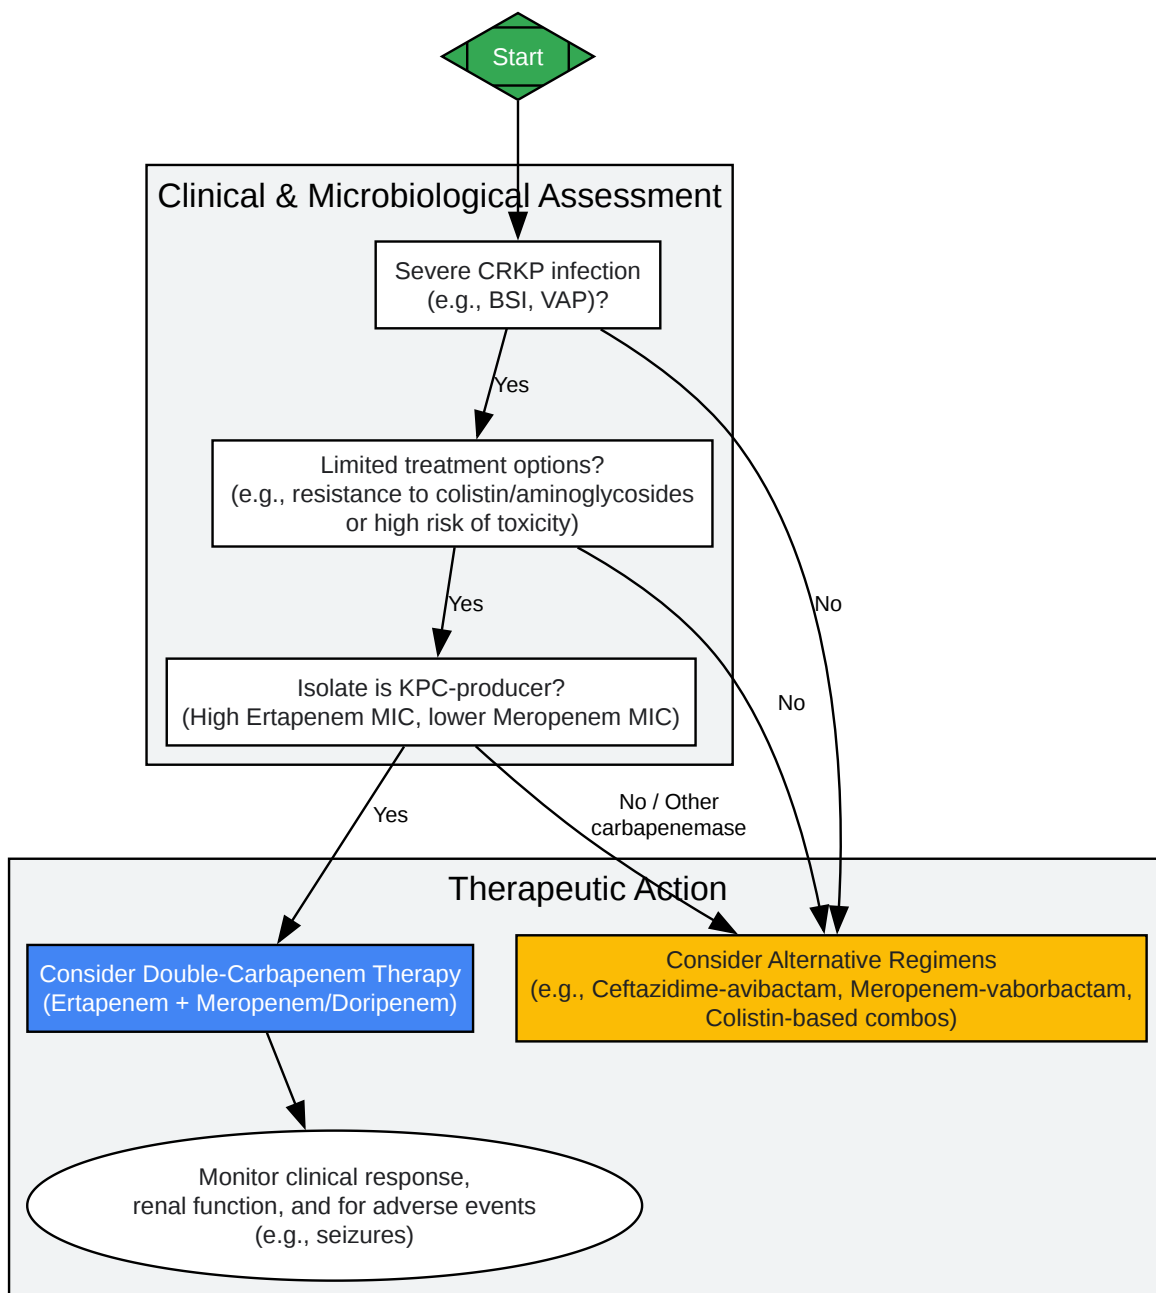 Start
Clinical & Microbiological Assessment
Severe CRKP infection
(e.g., BSI, VAP)?
Yes
Limited treatment options?
(e.g., resistance to colistin/aminoglycosides
or high risk of toxicity)
Yes
No
Isolate is KPC-producer?
(High Ertapenem MIC, lower Meropenem MIC)
No
Yes
No / Other
carbapenemase
Therapeutic Action
Consider Double-Carbapenem Therapy
(Ertapenem + Meropenem/Doripenem)
Consider Alternative Regimens
(e.g., Ceftazidime-avibactam, Meropenem-vaborbactam,
Colistin-based combos)
Monitor clinical response,
renal function, and for adverse events
(e.g., seizures)